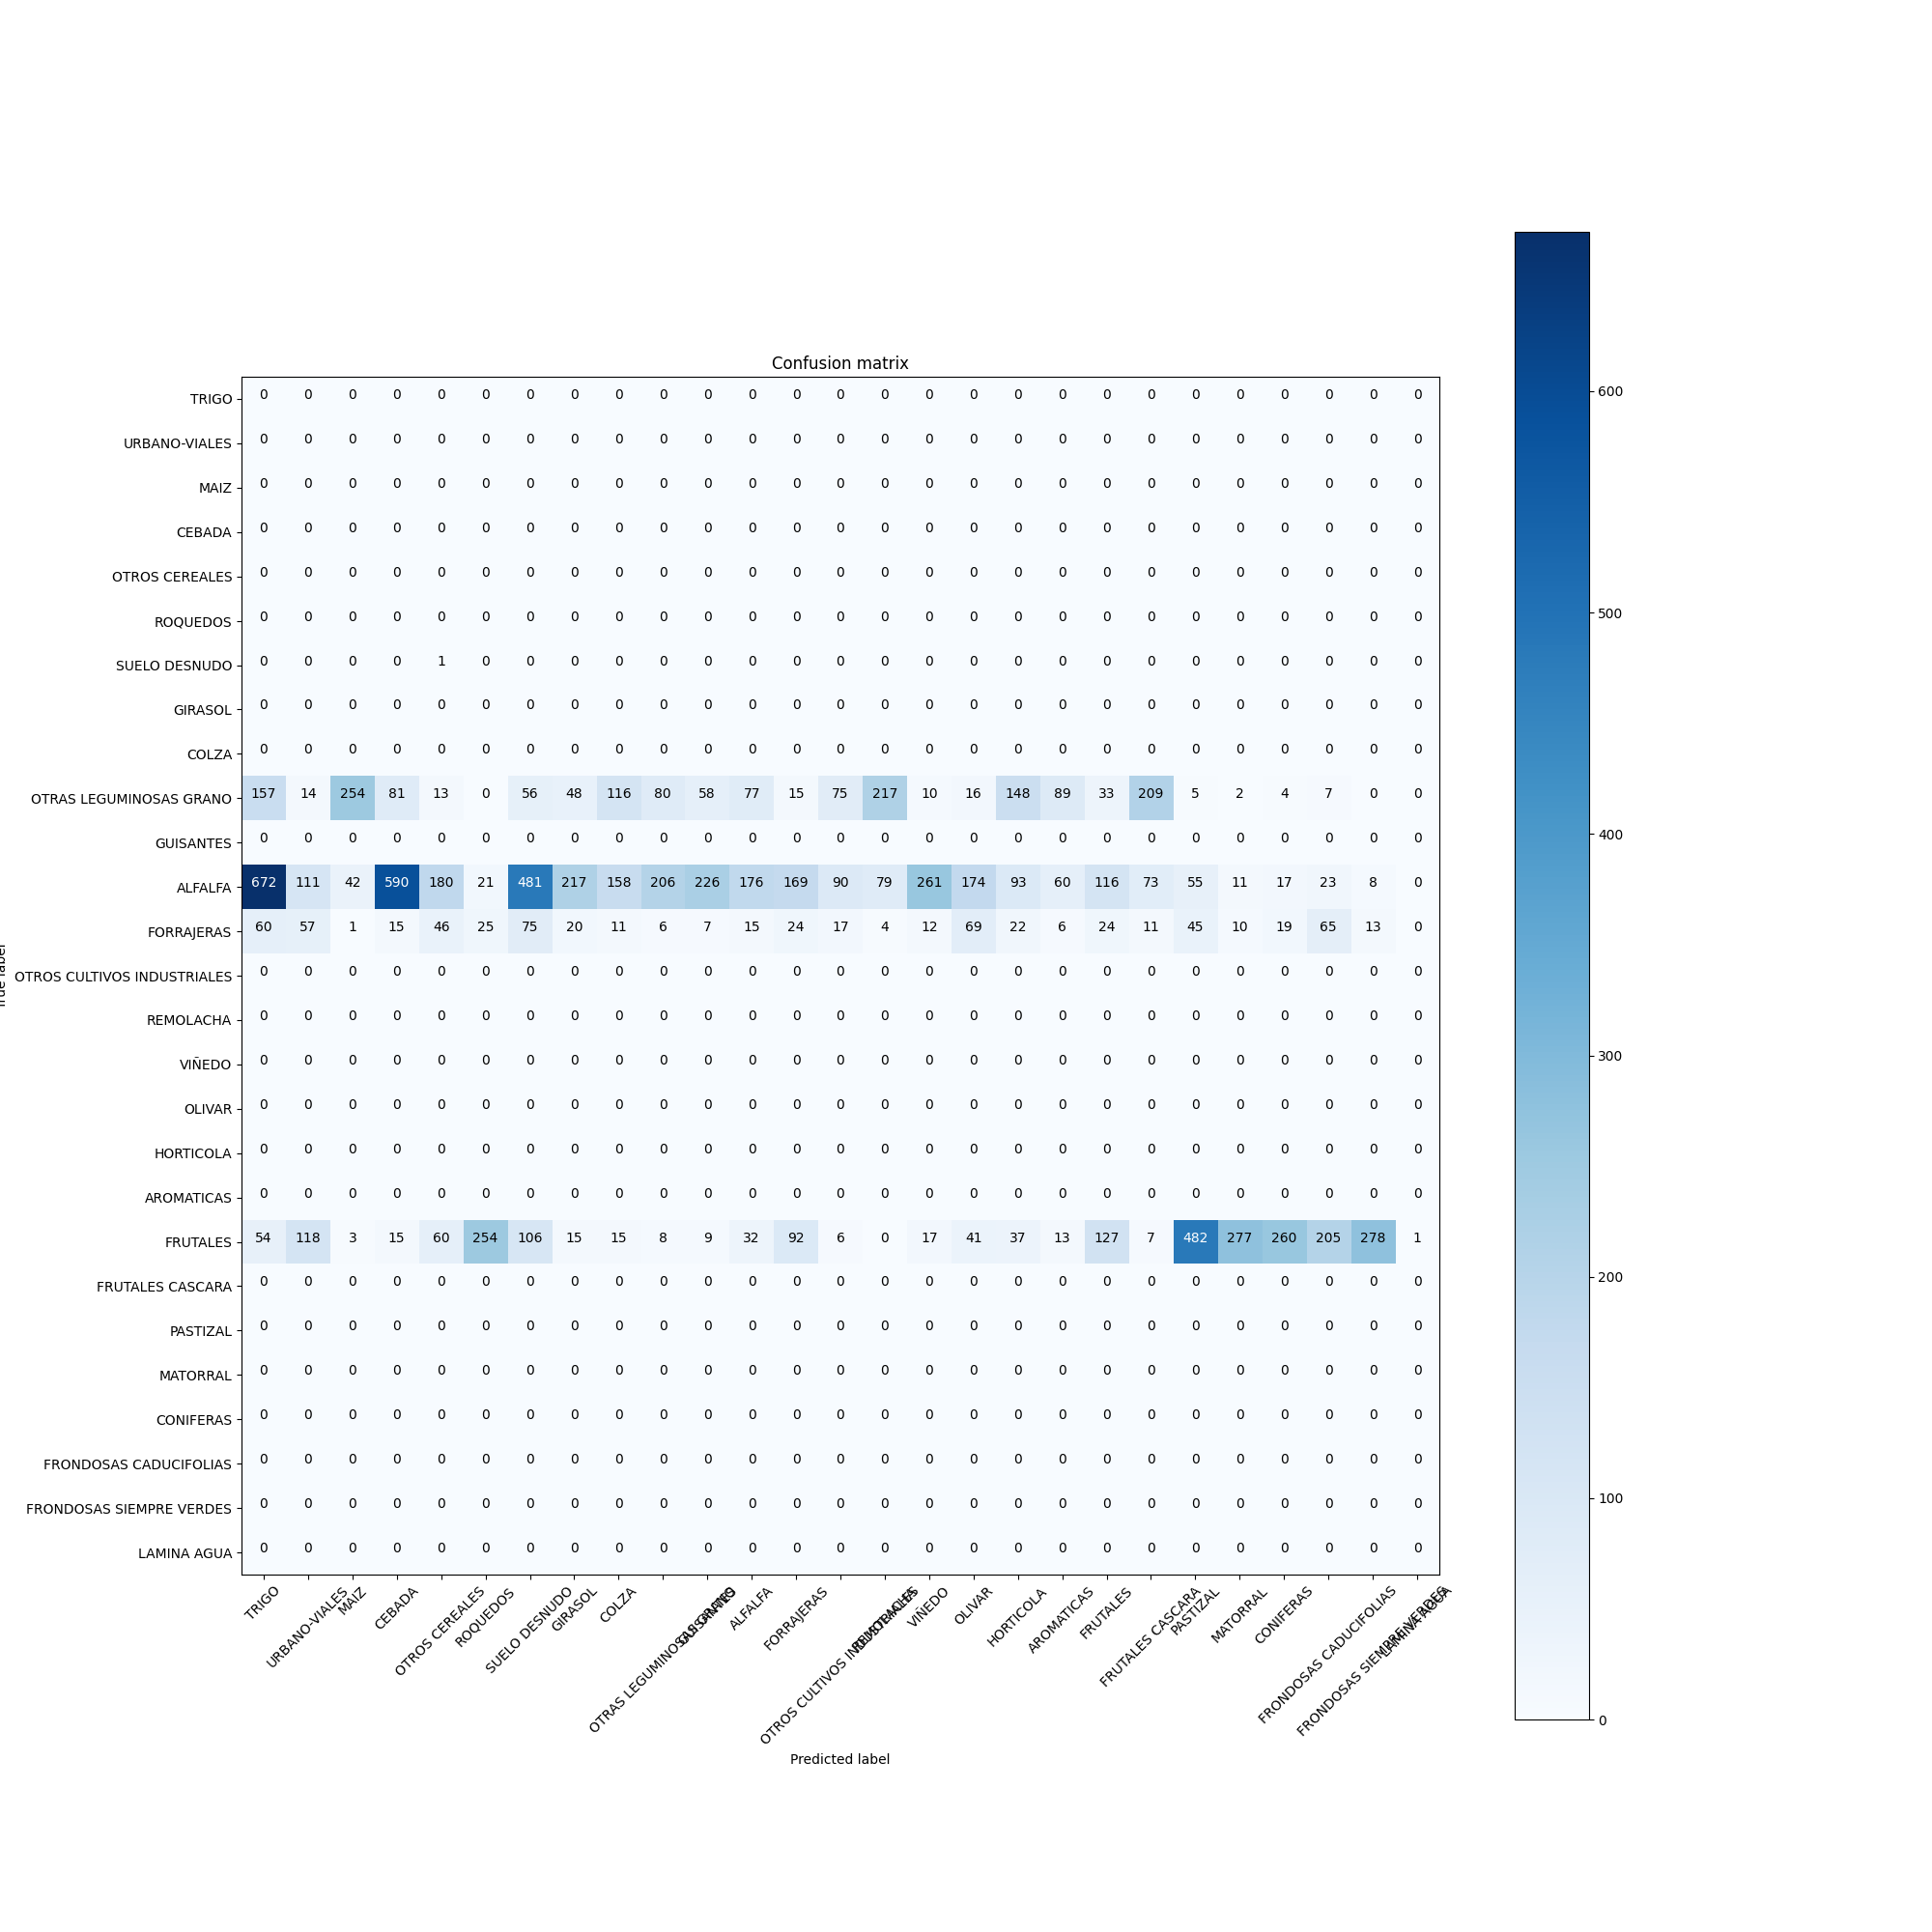 Confusion matrix
TRIGO 0 0 0 0 0 0 0 0 0 0 0 0 0 0 0 0 0 0 0 0 0 0 0 0 0 0 0
URBANO-VIALES 0 0 0 0 0 0 0 0 0 0 0 0 0 0 0 0 0 0 0 0 0 0 0 0 0 0 0
MAIZ 0 0 0 0 0 0 0 0 0 0 0 0 0 0 0 0 0 0 0 0 0 0 0 0 0 0 0
CEBADA 0 0 0 0 0 0 0 0 0 0 0 0 0 0 0 0 0 0 0 0 0 0 0 0 0 0 0
OTROS CEREALES 0 0 0 0 0 0 0 0 0 0 0 0 0 0 0 0 0 0 0 0 0 0 0 0 0 0 0
ROQUEDOS 0 0 0 0 0 0 0 0 0 0 0 0 0 0 0 0 0 0 0 0 0 0 0 0 0 0 0
SUELO DESNUDO 0 0 0 0 1 0 0 0 0 0 0 0 0 0 0 0 0 0 0 0 0 0 0 0 0 0 0
GIRASOL 0 0 0 0 0 0 0 0 0 0 0 0 0 0 0 0 0 0 0 0 0 0 0 0 0 0 0
COLZA 0 0 0 0 0 0 0 0 0 0 0 0 0 0 0 0 0 0 0 0 0 0 0 0 0 0 0
OTRAS LEGUMINOSAS GRANO 157 14 254 81 13 0 56 48 116 80 58 77 15 75 217 10 16 148 89 33 209 5 2 4 7 0 0
GUISANTES 0 0 0 0 0 0 0 0 0 0 0 0 0 0 0 0 0 0 0 0 0 0 0 0 0 0 0
ALFALFA 672 111 42 590 180 21 481 217 158 206 226 176 169 90 79 261 174 93 60 116 73 55 11 17 23 8 0
FORRAJERAS 60 57 1 15 46 25 75 20 11 6 7 15 24 17 4 12 69 22 6 24 11 45 10 19 65 13 0
OTROS CULTIVOS INDUSTRIALES 0 0 0 0 0 0 0 0 0 0 0 0 0 0 0 0 0 0 0 0 0 0 0 0 0 0 0
REMOLACHA 0 0 0 0 0 0 0 0 0 0 0 0 0 0 0 0 0 0 0 0 0 0 0 0 0 0 0
VIÑEDO 0 0 0 0 0 0 0 0 0 0 0 0 0 0 0 0 0 0 0 0 0 0 0 0 0 0 0
OLIVAR 0 0 0 0 0 0 0 0 0 0 0 0 0 0 0 0 0 0 0 0 0 0 0 0 0 0 0
HORTICOLA 0 0 0 0 0 0 0 0 0 0 0 0 0 0 0 0 0 0 0 0 0 0 0 0 0 0 0
AROMATICAS 0 0 0 0 0 0 0 0 0 0 0 0 0 0 0 0 0 0 0 0 0 0 0 0 0 0 0
FRUTALES 54 118 3 15 60 254 106 15 15 8 9 32 92 6 0 17 41 37 13 127 7 482 277 260 205 278 1
FRUTALES CASCARA 0 0 0 0 0 0 0 0 0 0 0 0 0 0 0 0 0 0 0 0 0 0 0 0 0 0 0
PASTIZAL 0 0 0 0 0 0 0 0 0 0 0 0 0 0 0 0 0 0 0 0 0 0 0 0 0 0 0
MATORRAL 0 0 0 0 0 0 0 0 0 0 0 0 0 0 0 0 0 0 0 0 0 0 0 0 0 0 0
CONIFERAS 0 0 0 0 0 0 0 0 0 0 0 0 0 0 0 0 0 0 0 0 0 0 0 0 0 0 0
FRONDOSAS CADUCIFOLIAS 0 0 0 0 0 0 0 0 0 0 0 0 0 0 0 0 0 0 0 0 0 0 0 0 0 0 0
FRONDOSAS SIEMPRE VERDES 0 0 0 0 0 0 0 0 0 0 0 0 0 0 0 0 0 0 0 0 0 0 0 0 0 0 0
LAMINA AGUA 0 0 0 0 0 0 0 0 0 0 0 0 0 0 0 0 0 0 0 0 0 0 0 0 0 0 0
TRIGO
URBANO-VIALES
MAIZ
CEBADA
OTROS CEREALES
ROQUEDOS
SUELO DESNUDO
GIRASOL
COLZA
OTRAS LEGUMINOSAS GRANO
GUISANTES
ALFALFA
FORRAJERAS
OTROS CULTIVOS INDUSTRIALES
REMOLACHA
VIÑEDO
OLIVAR
HORTICOLA
AROMATICAS
FRUTALES
FRUTALES CASCARA
PASTIZAL
MATORRAL
CONIFERAS
FRONDOSAS CADUCIFOLIAS
FRONDOSAS SIEMPRE VERDES
LAMINA AGUA
Predicted label
600
500
400
300
200
100
0